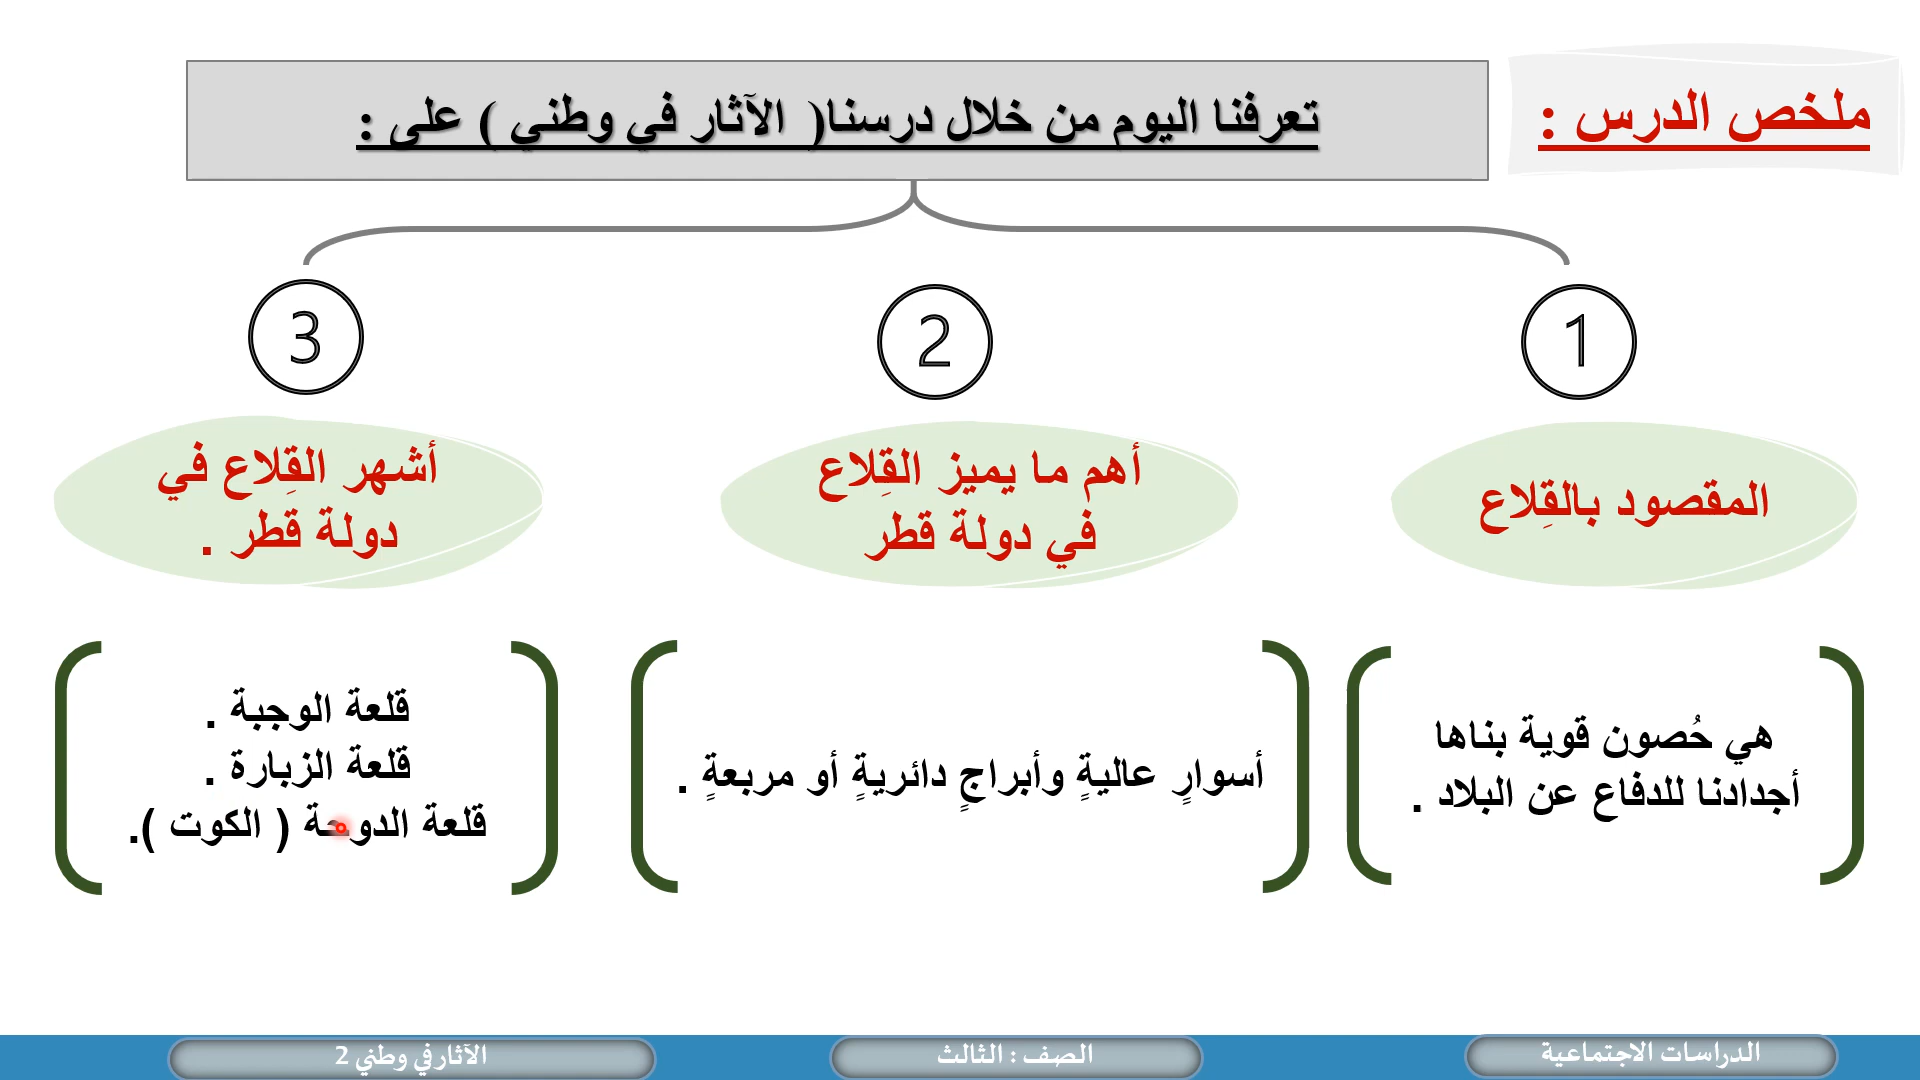 ملخص الدرس :
تعرفنا اليوم من خلال درسنا( الآثار في وطني ) على :
1
المقصود بالقِلاع
هي حُصون قوية بناها
أجدادنا للدفاع عن البلاد .
2
أهم ما يميز القِلاع
في دولة قطر
أسوارٍ عاليةٍ وأبراجٍ دائريةٍ أو مربعةٍ .
3
أشهر القِلاع في
دولة قطر .
قلعة الوجبة .
قلعة الزبارة .
قلعة الدوحة ( الكوت ).
الدراسات الاجتماعية
الصف : الثالث
الآثار في وطني 2